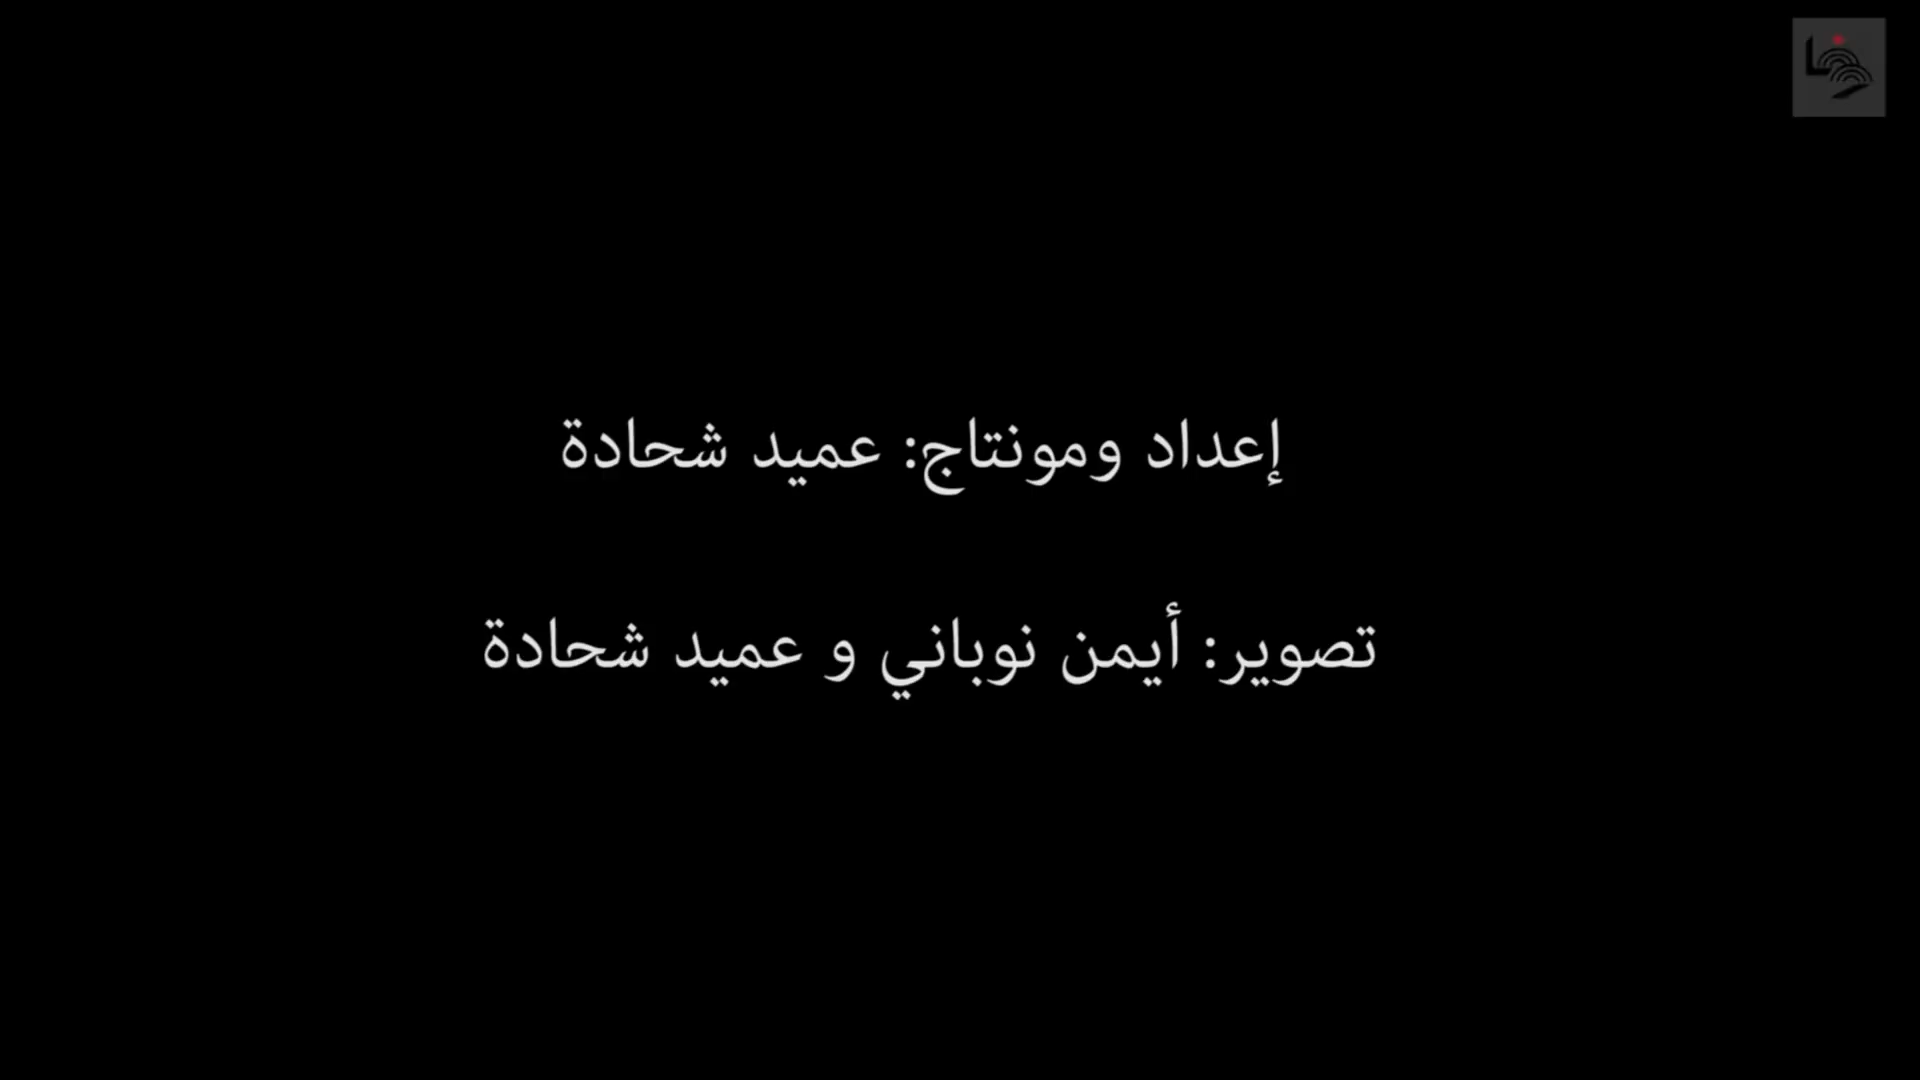 إعداد ومونتاج: عميد شحادة
تصوير: أيمن نوباني و عميد شحادة